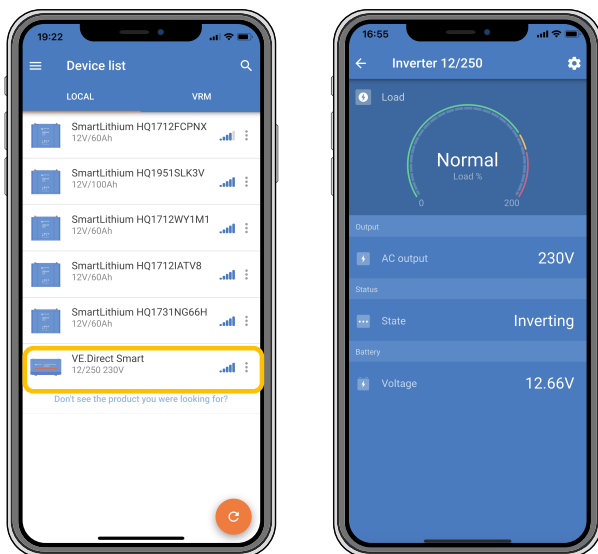 19:22
Device list
LOCAL VRM
SmartLithium HQ1712FCPNX
12V/60Ah
SmartLithium HQ1951SLK3V
12V/100Ah
SmartLithium HQ1712WY1M1
12V/60Ah
SmartLithium HQ1712IATV8
12V/60Ah
SmartLithium HQ1731NG66H
12V/60Ah
VE.Direct Smart
12/250 230V
Don't see the product you were looking for?
16:55
Inverter 12/250
Load
Normal
Load %
0 200
Output
AC output 230V
Status
State Inverting
Battery
Voltage 12.66V